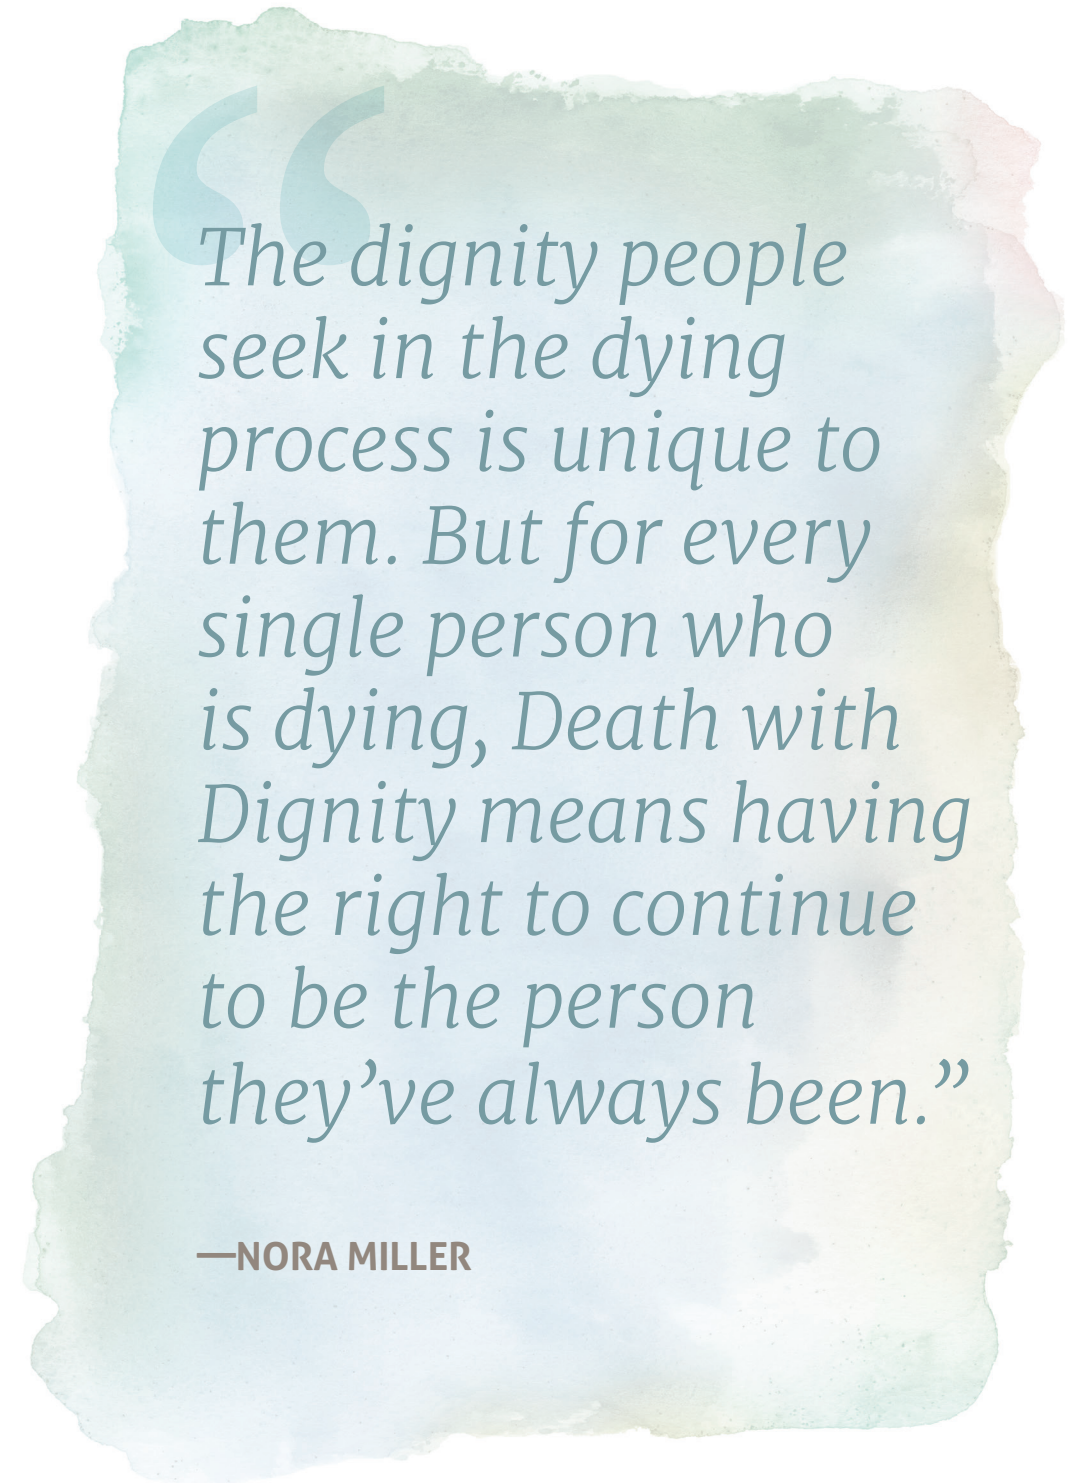 “The dignity people
seek in the dying
process is unique to
them. But for every
single person who
is dying, Death with
Dignity means having
the right to continue
to be the person
they’ve always been.”
—NORA MILLER